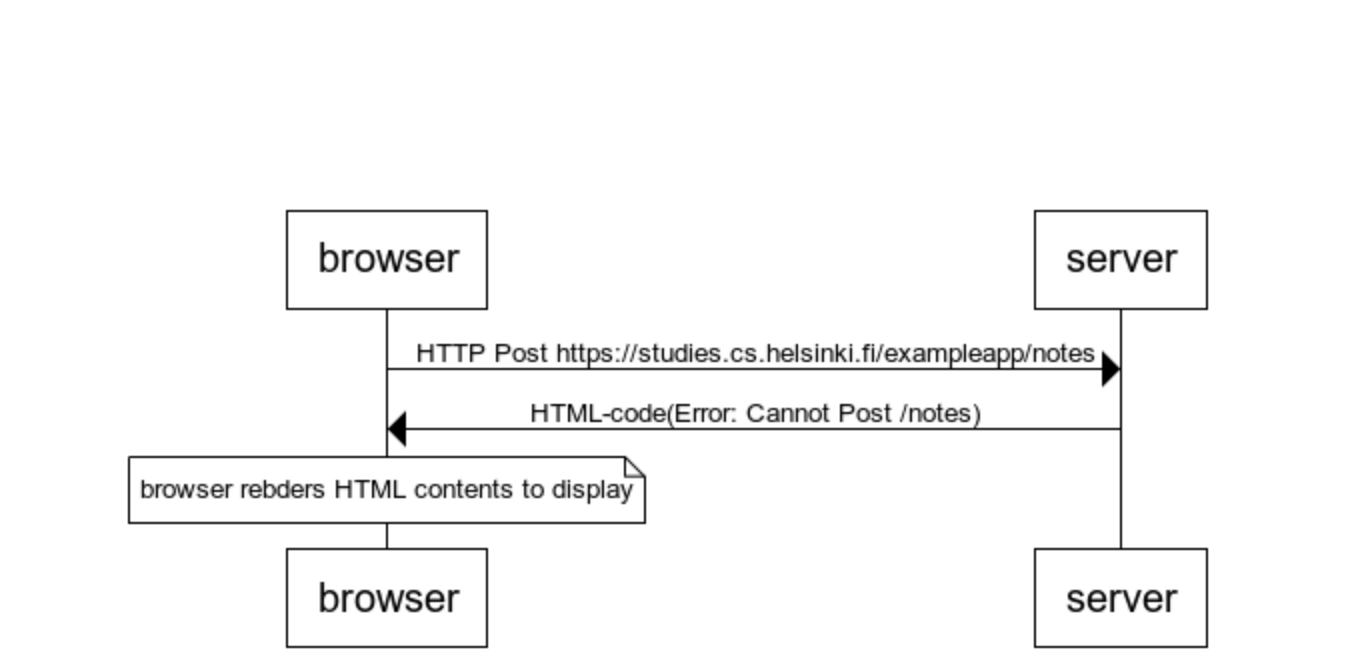 browser
server
HTTP Post https://studies.cs.helsinki.fi/exampleapp/notes
HTML-code(Error: Cannot Post /notes)
browser rebders HTML contents to display
browser
server